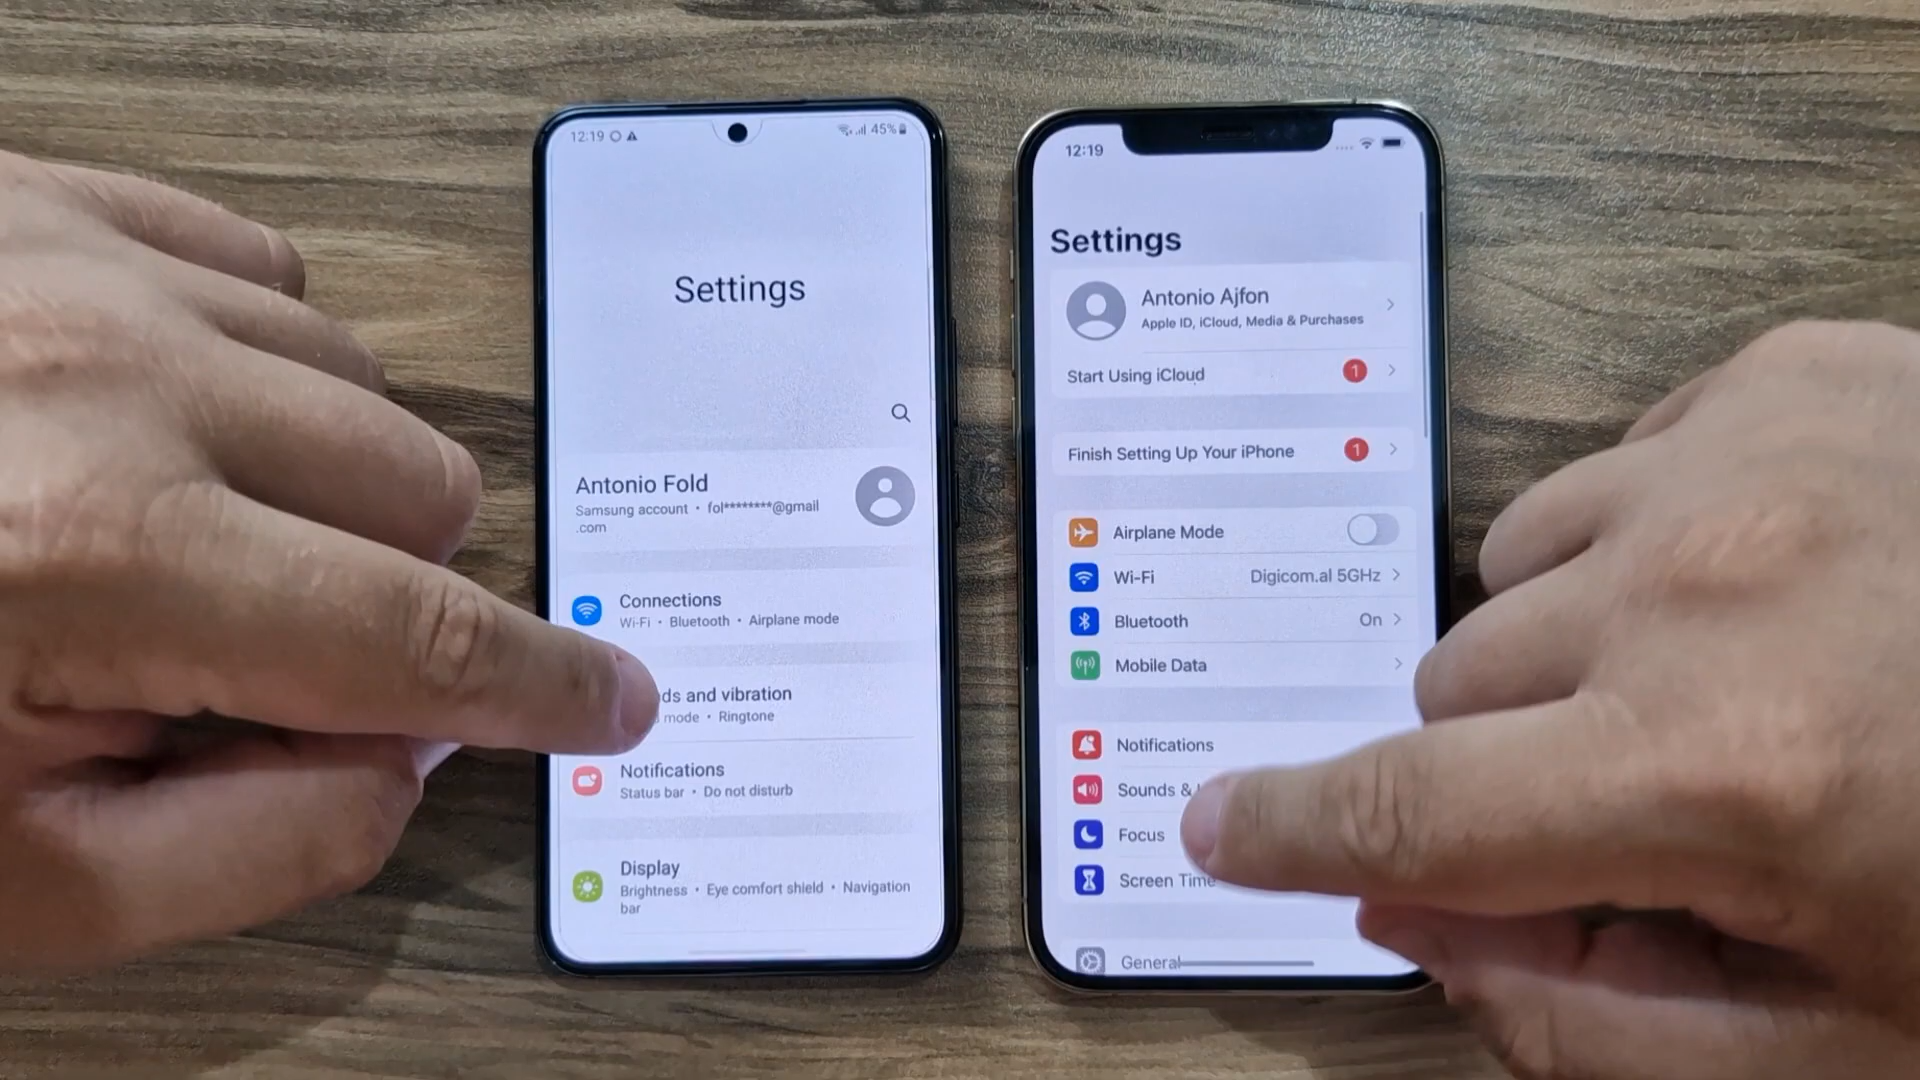 12:19
45%
Settings
Antonio Fold
Samsung account • fol********@gmail
.com
Connections
Wi-Fi • Bluetooth • Airplane mode
ds and vibration
mode • Ringtone
Notifications
Status bar • Do not disturb
Display
Brightness • Eye comfort shield • Navigation
bar
12:19
Settings
Antonio Ajfon
Apple ID, iCloud, Media & Purchases
Start Using iCloud 1
Finish Setting Up Your iPhone 1
Airplane Mode
Wi-Fi Digicom.al 5GHz
Bluetooth On
Mobile Data
Notifications
Sounds &
Focus
Screen Time
General